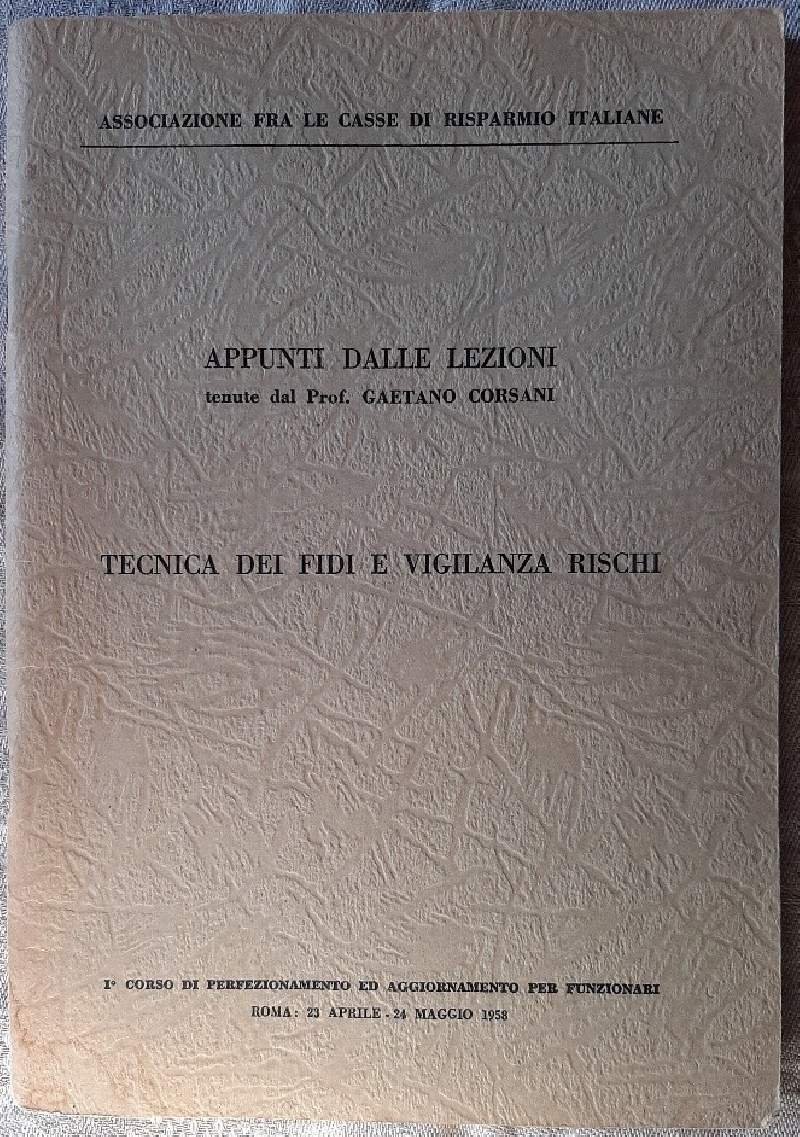 ASSOCIAZIONE FRA LE CASSE DI RISPARMIO ITALIANE
APPUNTI DALLE LEZIONI
tenute dal Prof. GAETANO CORSANI
TECNICA DEI FIDI E VIGILANZA RISCHI
I° CORSO DI PERFEZIONAMENTO ED AGGIORNAMENTO PER FUNZIONARI
ROMA: 23 APRILE - 24 MAGGIO 1958